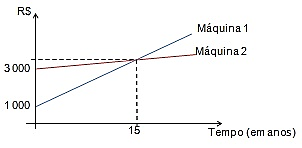 R$
Máquina 1
Máquina 2
3 000
1 000
15
Tempo (em anos)